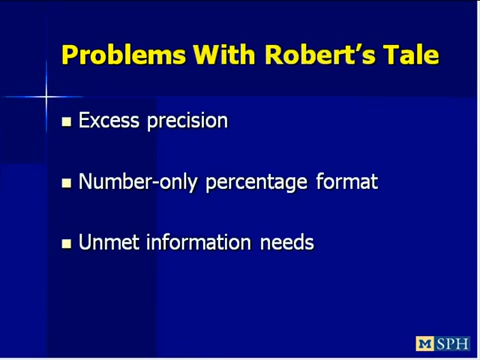 Problems With Robert's Tale
Excess precision
Number-only percentage format
Unmet information needs
M SPH